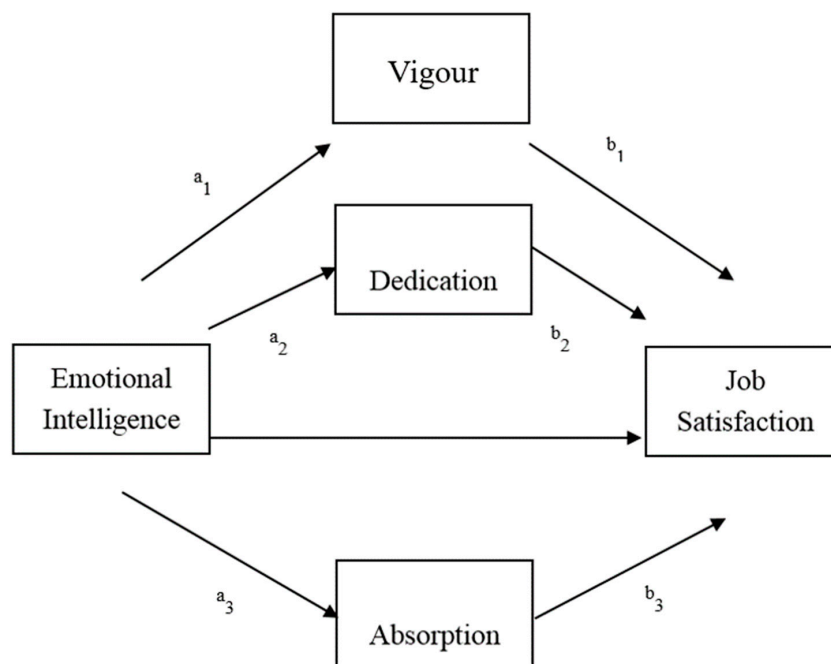 Vigour
a1
b1
Dedication
a2
b2
Emotional
Intelligence
Job
Satisfaction
a3
b3
Absorption